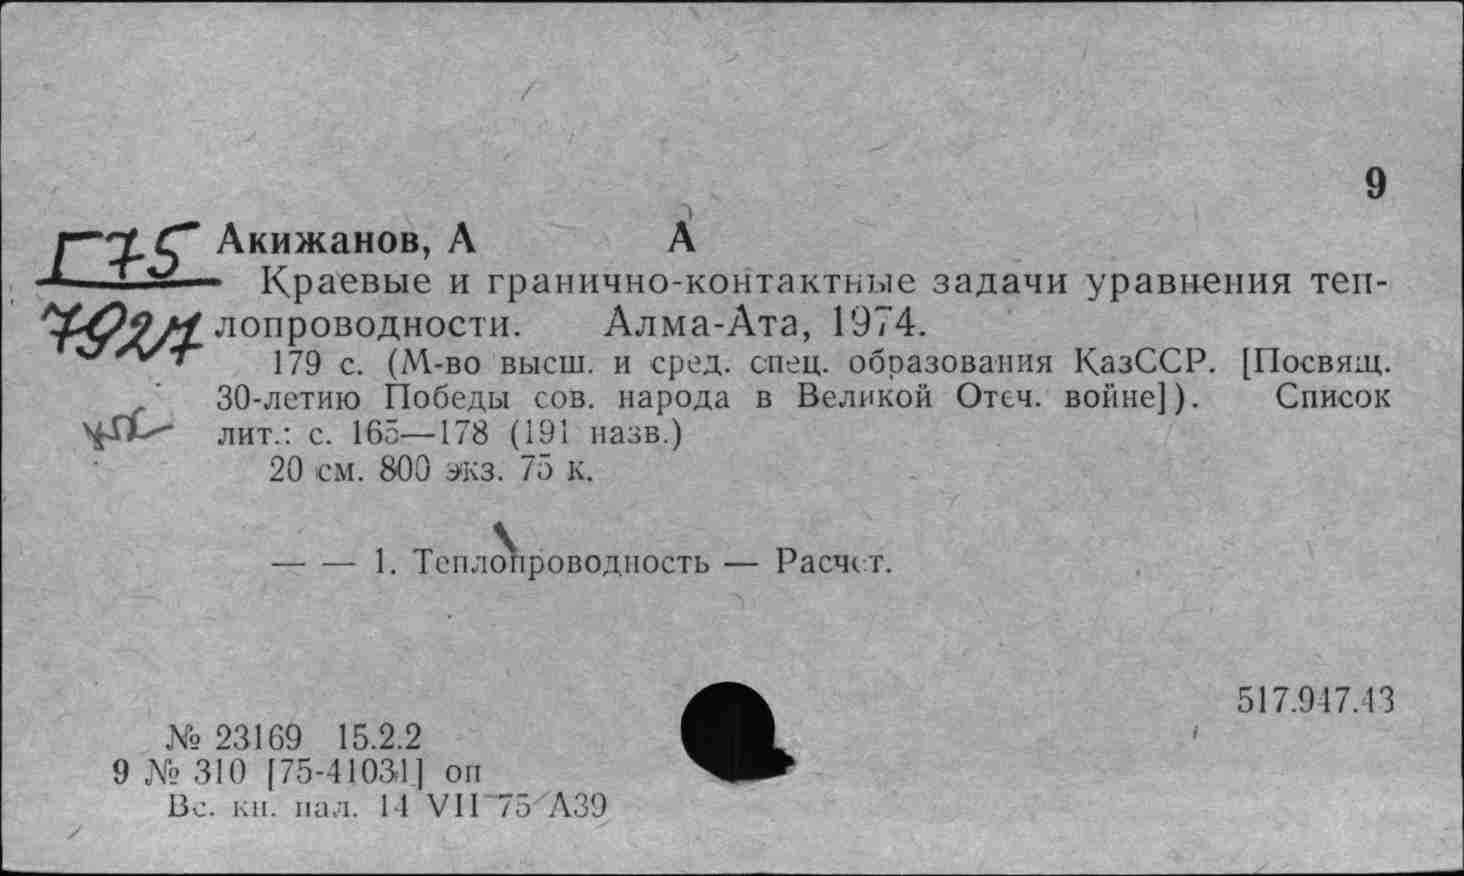 9
Г75
7924
Акижанов, А А
Краевые и гранично-контактные задачи уравнения теп-
лопроводности. Алма-Ата, 1974.
179 с. (М-во высш. и сред. спец. образования КазССР. [Посвящ.
30-летию Победы сов. народа в Великой Отеч. войне]). Список
лит.: с. 165—178 (191 назв.)
20 см. 800 экз. 75 к.
— — 1. Теплопроводность — Расчет.
517.947.43
№ 23169 15.2.2
9 № 310 [75-41031] оп
Вс. кн. пал. 14 VII 75 А39